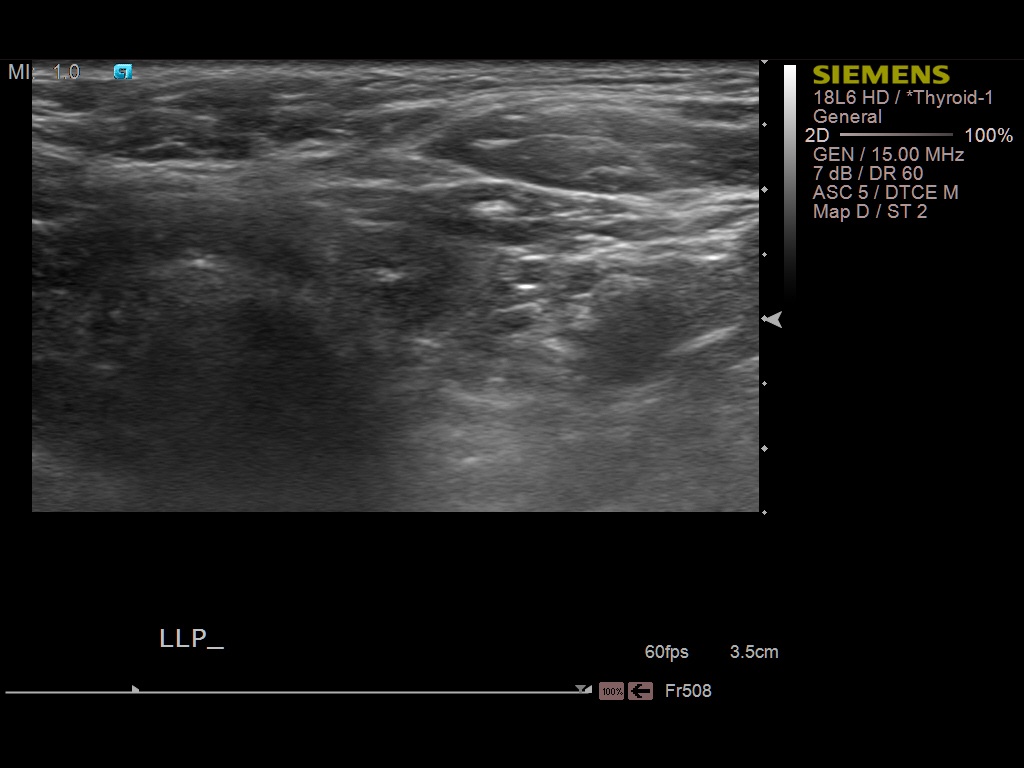 MI: 1.0
SIEMENS
18L6 HD / *Thyroid-1
General
2D 100%
GEN / 15.00 MHz
7 dB / DR 60
ASC 5 / DTCE M
Map D / ST 2
LLP_
60fps 3.5cm
100% Fr508